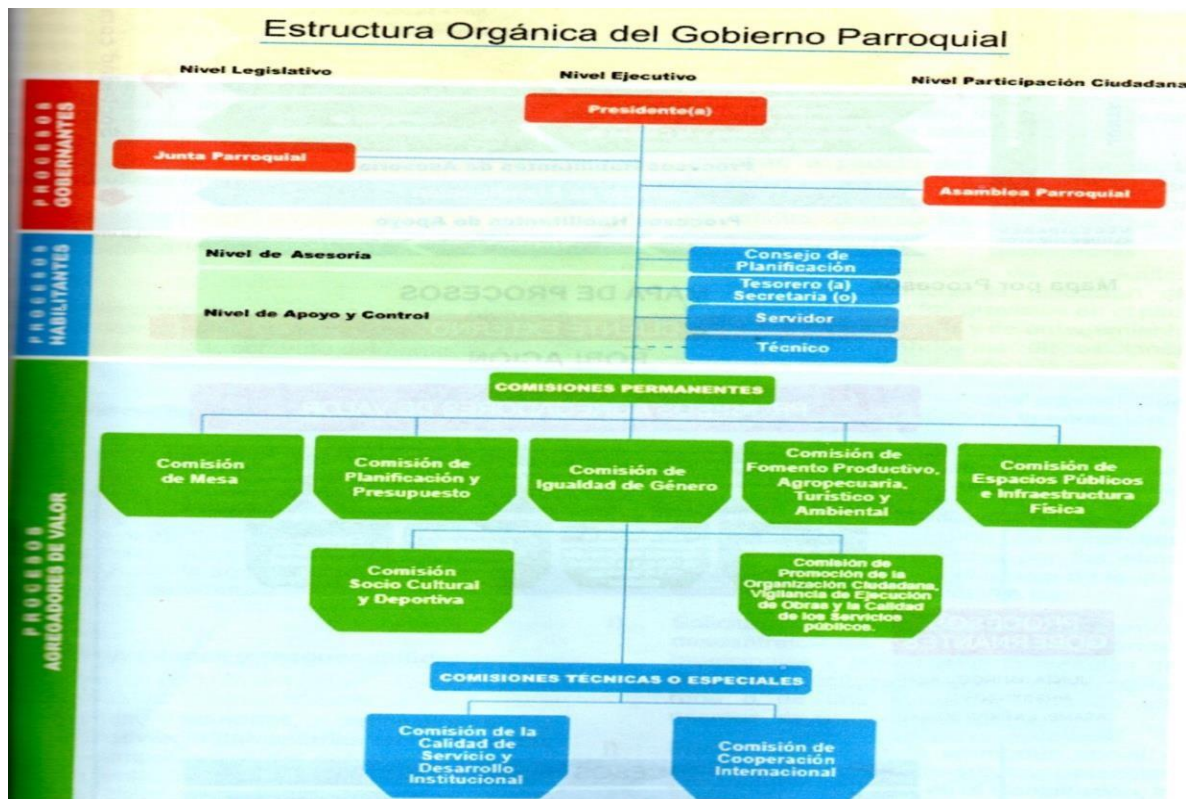 Estructura Orgánica del Gobierno Parroquial
Nivel Legislativo
Nivel Ejecutivo
Nivel Participación Ciudadana
PROCESOS
GOBERNANTES
Presidente(a)
Junta Parroquial
Asamblea Parroquial
PROCESOS
HABILITANTES
Nivel de Asesoría
Consejo de
Planificación
Nivel de Apoyo y Control
Tesorero (a)
Secretaria (o)
Servidor
Técnico
PROCESOS
AGREGADORES DE VALOR
COMISIONES PERMANENTES
Comisión
de Mesa
Comisión de
Planificación y
Presupuesto
Comisión de
Igualdad de Género
Comisión de
Fomento Productivo,
Agropecuaria,
Turístico y
Ambiental
Comisión de
Espacios Públicos
e Infraestructura
Física
Comisión
Socio Cultural
y Deportiva
Comisión de
Promoción de la
Organización Ciudadana,
Vigilancia de Ejecución
de Obras y la Calidad
de los Servicios
públicos.
COMISIONES TÉCNICAS O ESPECIALES
Comisión de la
Calidad de
Servicio y
Desarrollo
Institucional
Comisión de
Cooperación
Internacional